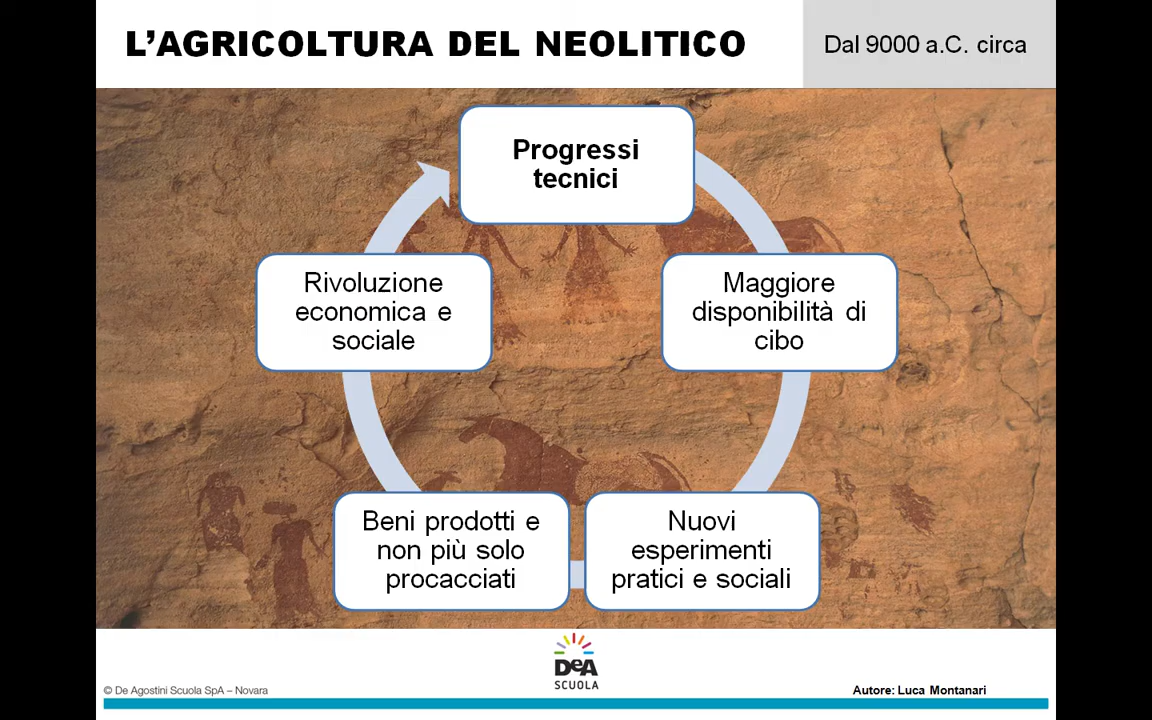 L’AGRICOLTURA DEL NEOLITICO
Dal 9000 a.C. circa
Progressi
tecnici
Maggiore
disponibilità di
cibo
Nuovi
esperimenti
pratici e sociali
Beni prodotti e
non più solo
procacciati
Rivoluzione
economica e
sociale
DeA
SCUOLA
© De Agostini Scuola SpA – Novara
Autore: Luca Montanari